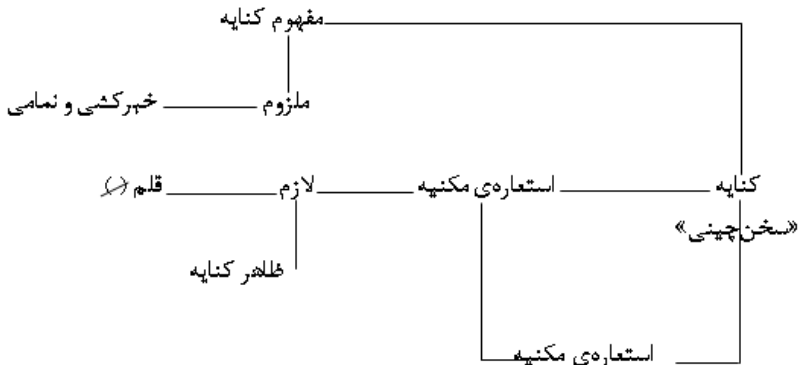 مفهوم کنایه
ملزوم خبرکشی و نمامی
کنایه استعاره‌ی مکنیه لازم قلم
«سخن‌چینی»
ظاهر کنایه
استعاره‌ی مکنیه